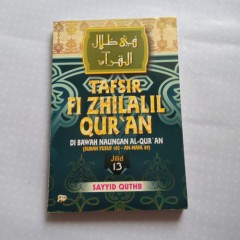 في ظلال
القرآن
TAFSIR
FI ZHILALIL
QUR'AN
DI BAWAH NAUNGAN AL-QUR'AN
Jilid
13
SAYYID QUTHB